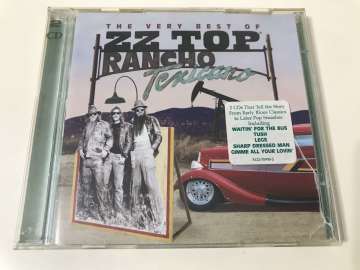 CD
THE VERY BEST OF
ZZ TOP
RANCHO
Texicano
2 CDs That Tell the Story
From Early Blues Classics
to Later Pop Smashes
Including
WAITIN' FOR THE BUS
TUSH
LEGS
SHARP DRESSED MAN
GIMME ALL YOUR LOVIN'